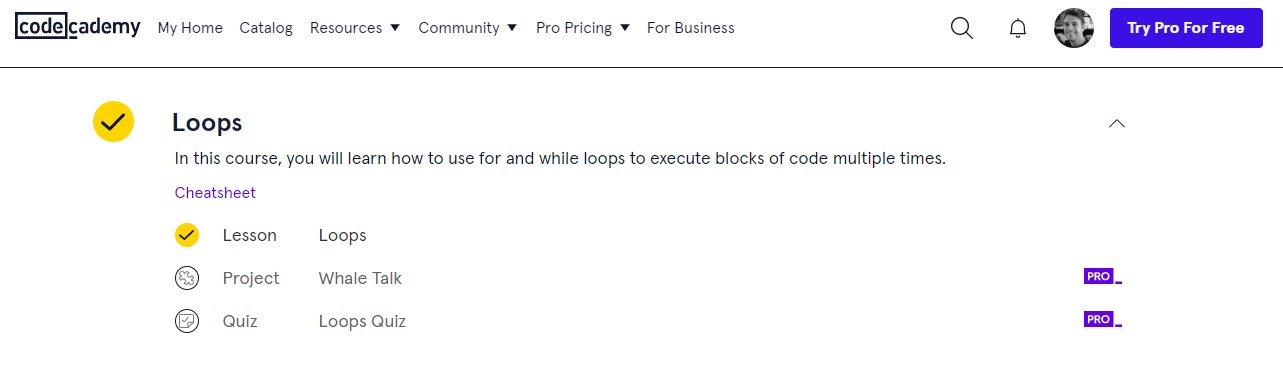 codecademy My Home Catalog Resources Community Pro Pricing For Business Try Pro For Free
Loops
In this course, you will learn how to use for and while loops to execute blocks of code multiple times.
Cheatsheet
Lesson Loops
Project Whale Talk PRO
Quiz Loops Quiz PRO